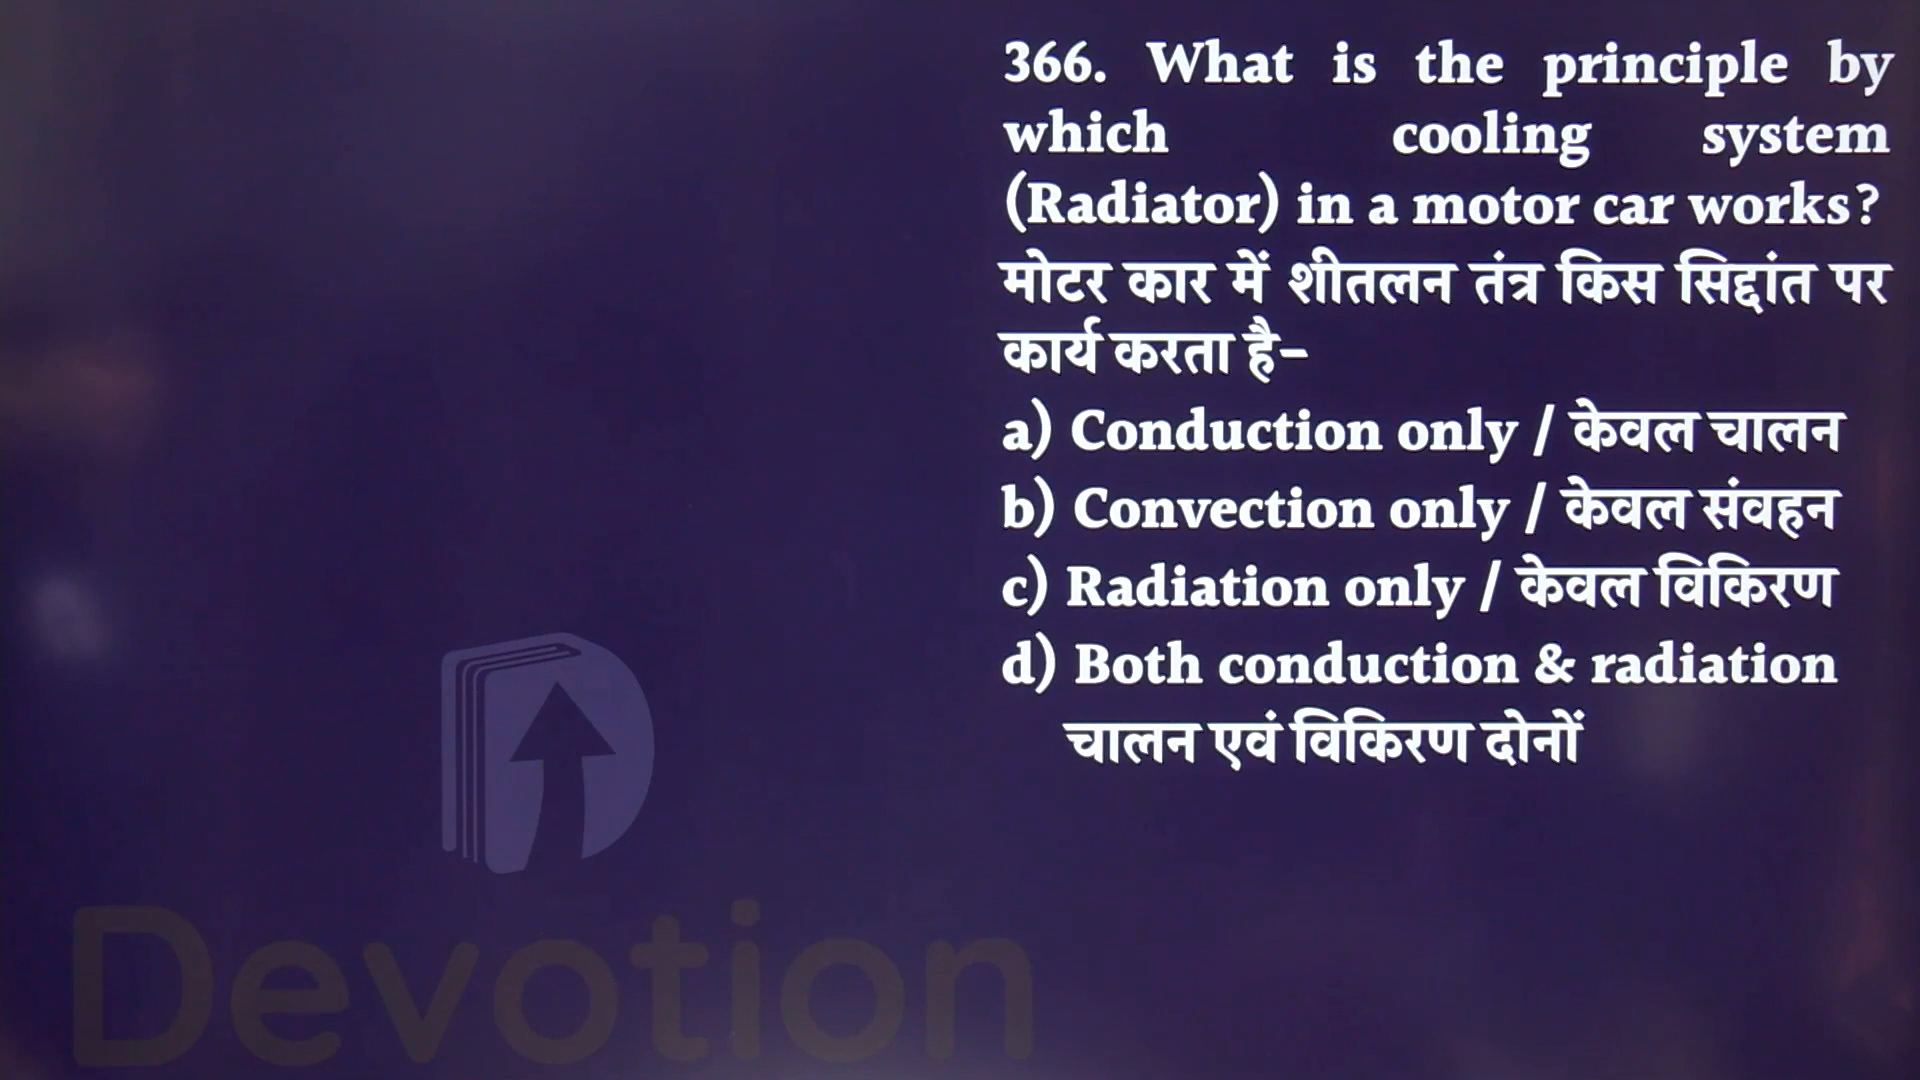 366. What is the principle by
which cooling system
(Radiator) in a motor car works?
मोटर कार में शीतलन तंत्र किस सिद्दांत पर
कार्य करता है–
a) Conduction only / केवल चालन
b) Convection only / केवल संवहन
c) Radiation only / केवल विकिरण
d) Both conduction & radiation
चालन एवं विकिरण दोनों
Devotion